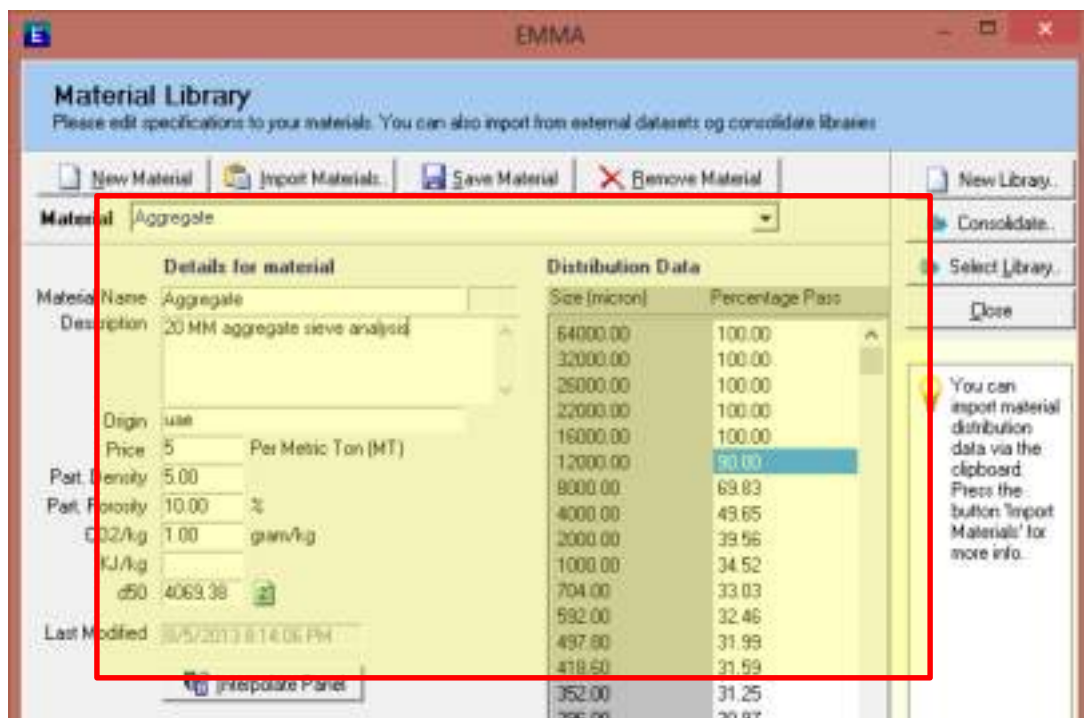 EMMA
Material Library
Please edit specifications to your materials. You can also import from external datasets og consolidate libraries
New Material Import Materials.. Save Material Remove Material New Library..
Material Aggregate Consolidate..
Details for material Distribution Data Select Library..
Material Name Aggregate Size (micron) Percentage Pass Close
Description 20 MM aggregate sieve analysis
64000.00 100.00
32000.00 100.00
26000.00 100.00
22000.00 100.00
16000.00 100.00
12000.00 90.00
8000.00 69.83
4000.00 49.65
2000.00 39.56
1000.00 34.52
704.00 33.03
592.00 32.46
497.80 31.99
418.60 31.59
352.00 31.25
Origin uae
Price 5 Per Metric Ton (MT)
Part. Density 5.00
Part. Porosity 10.00 %
CO2/kg 1.00 gram/kg
KJ/kg
d50 4069.38
Last Modified 8/5/2013 8:14:06 PM
Interpolate Panel
You can
import material
distribution
data via the
clipboard.
Press the
button 'Import
Materials' for
more info.